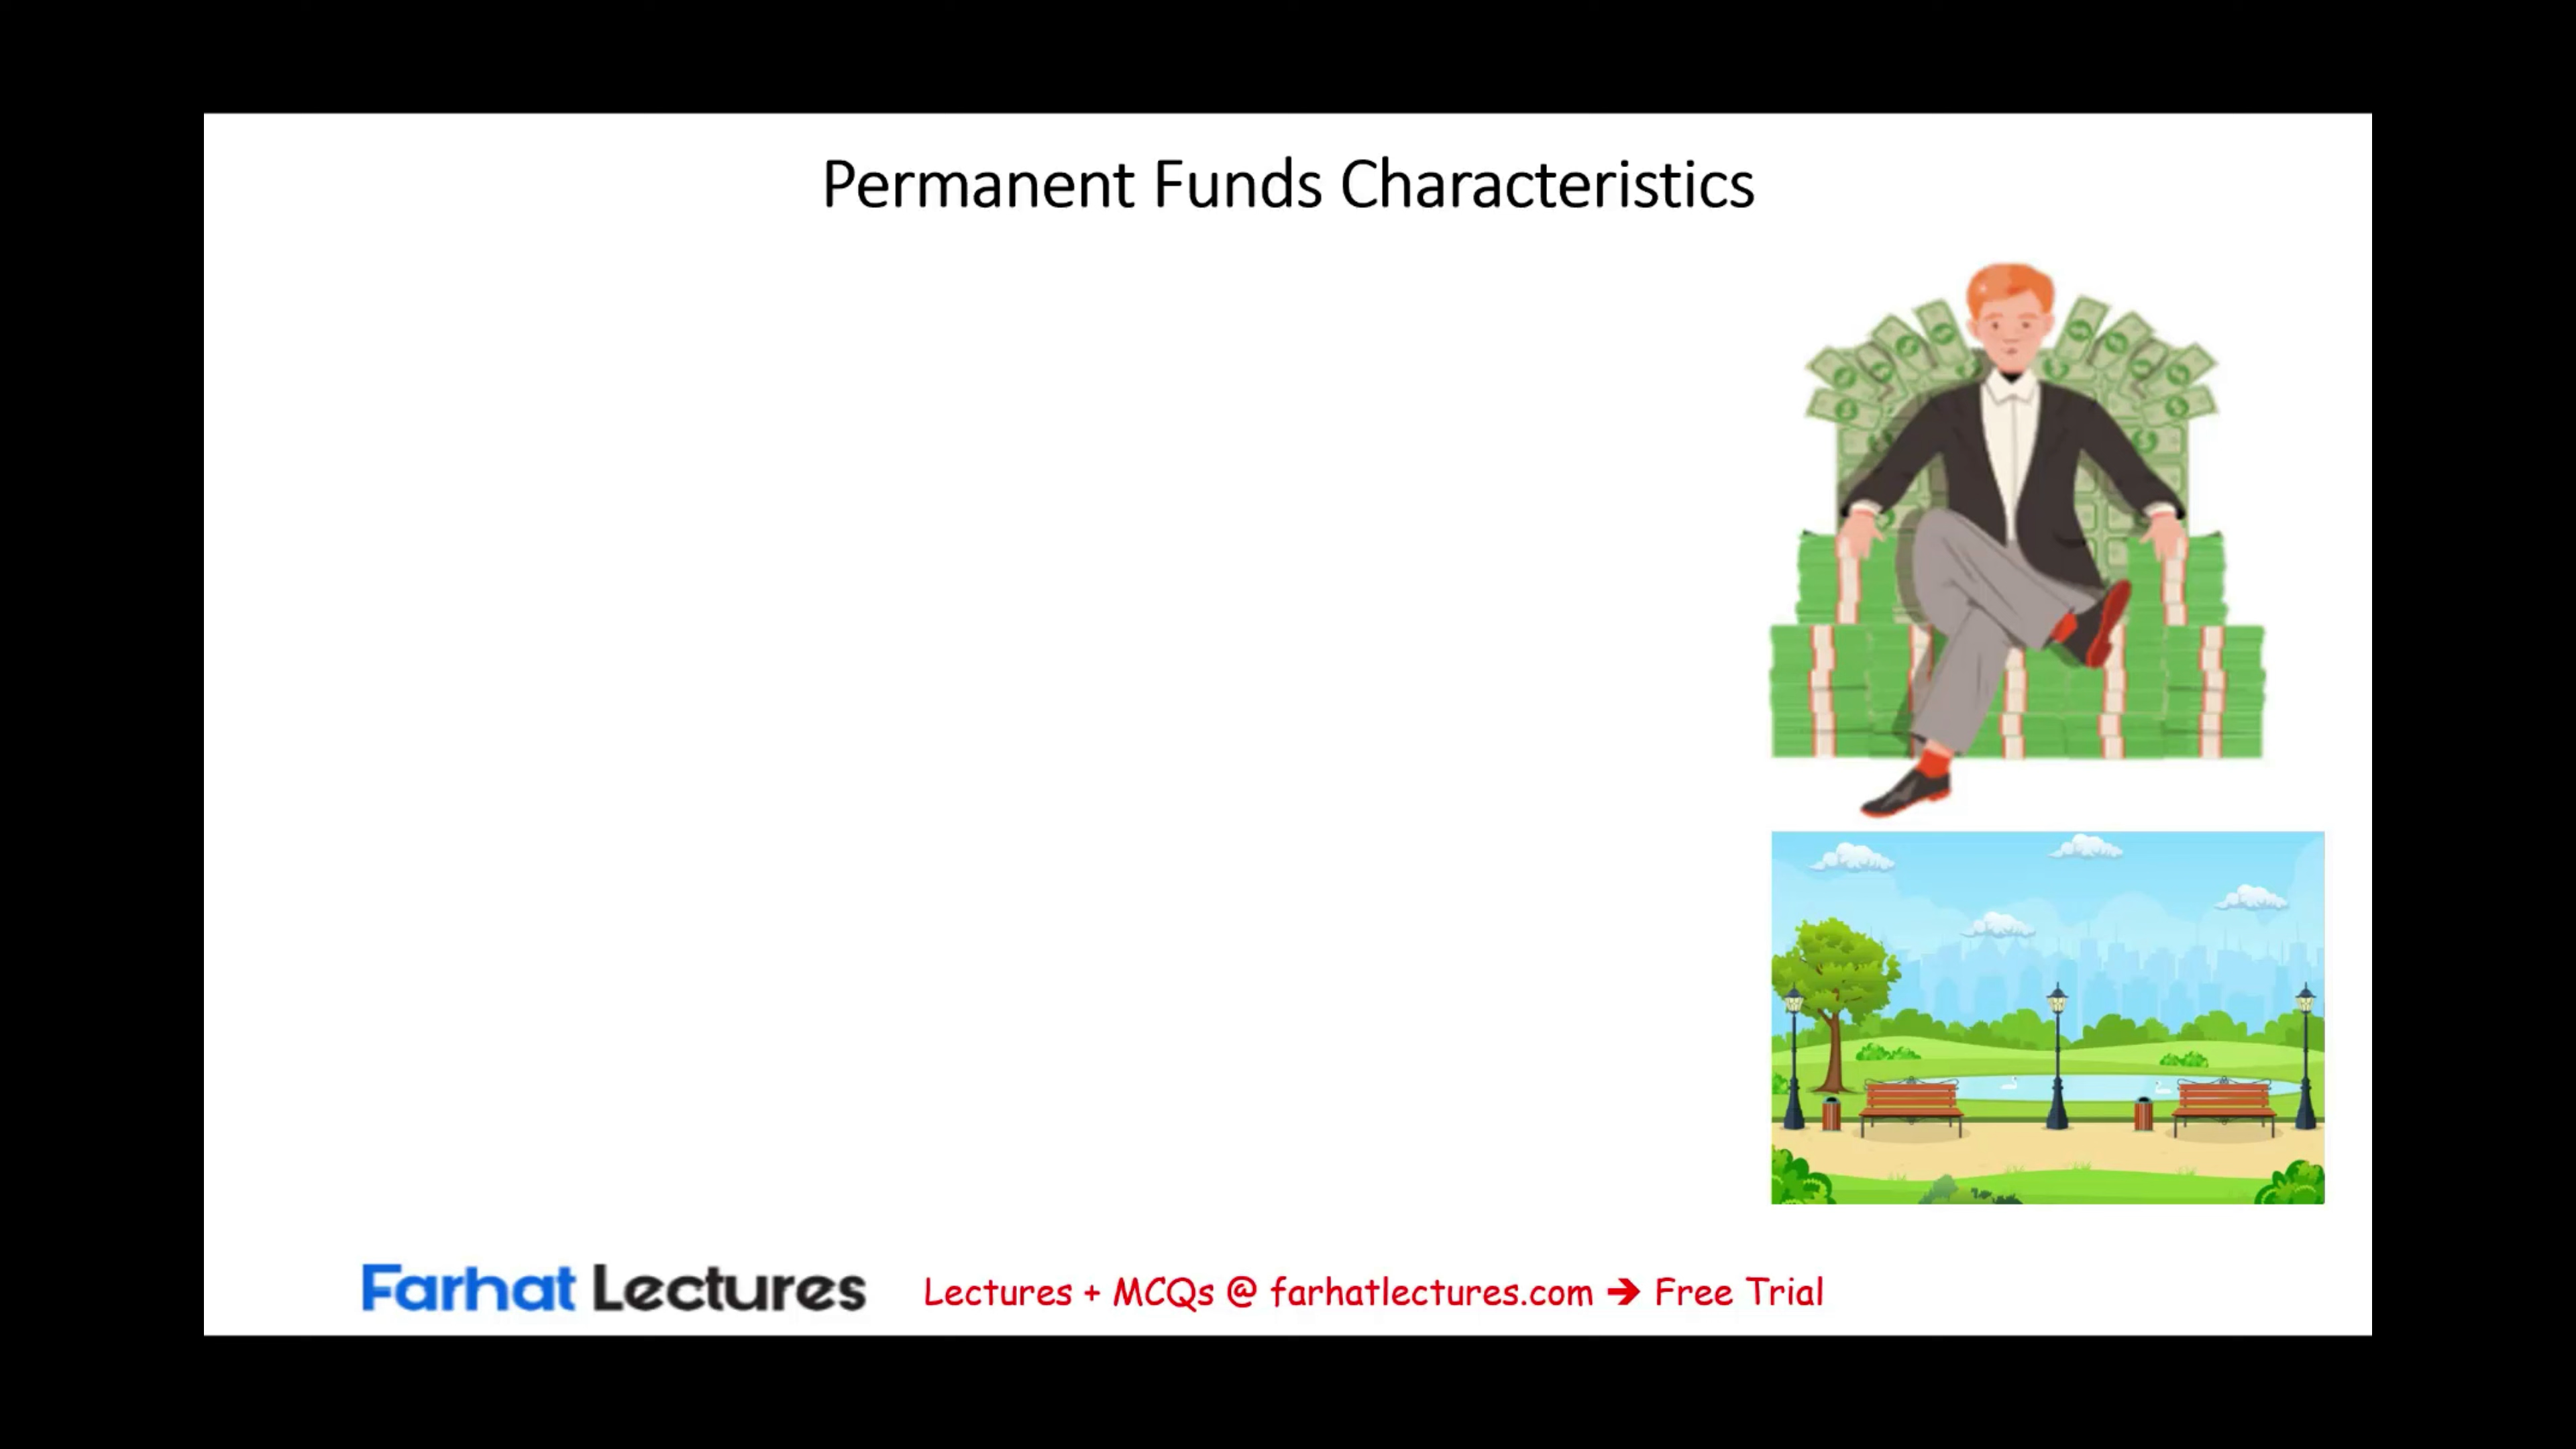 Permanent Funds Characteristics
Farhat Lectures
Lectures + MCQs @ farhatlectures.com ➔ Free Trial